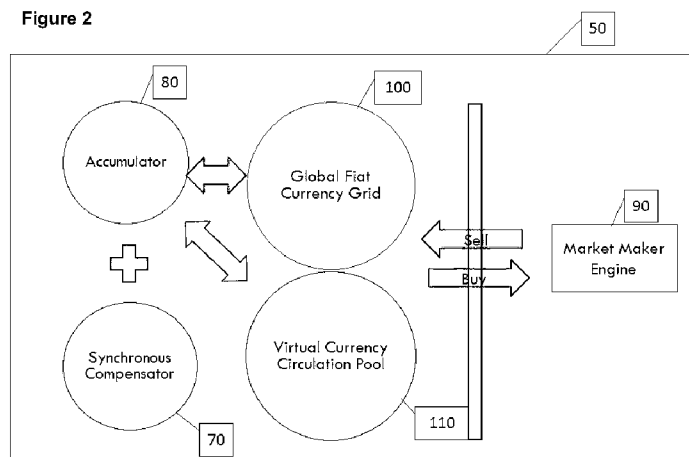 Figure 2
50
80
100
Accumulator
Global Fiat
Currency Grid
90
Sell
Market Maker
Engine
Buy
Synchronous
Compensator
Virtual Currency
Circulation Pool
70
110